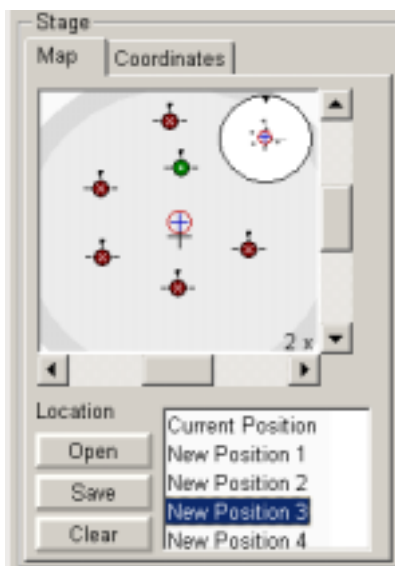 Stage
Map Coordinates
2 x
Location
Open
Save
Clear
Current Position
New Position 1
New Position 2
New Position 3
New Position 4